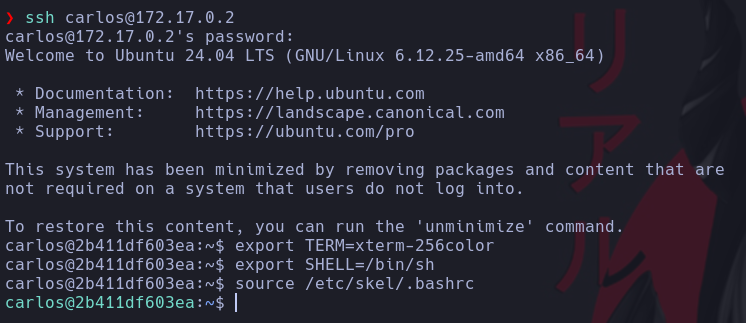 ❯ ssh carlos@172.17.0.2
carlos@172.17.0.2's password:
Welcome to Ubuntu 24.04 LTS (GNU/Linux 6.12.25-amd64 x86_64)

 * Documentation:  https://help.ubuntu.com
 * Management:     https://landscape.canonical.com
 * Support:        https://ubuntu.com/pro

This system has been minimized by removing packages and content that are
not required on a system that users do not log into.

To restore this content, you can run the 'unminimize' command.
carlos@2b411df603ea:~$ export TERM=xterm-256color
carlos@2b411df603ea:~$ export SHELL=/bin/sh
carlos@2b411df603ea:~$ source /etc/skel/.bashrc
carlos@2b411df603ea:~$
リアル